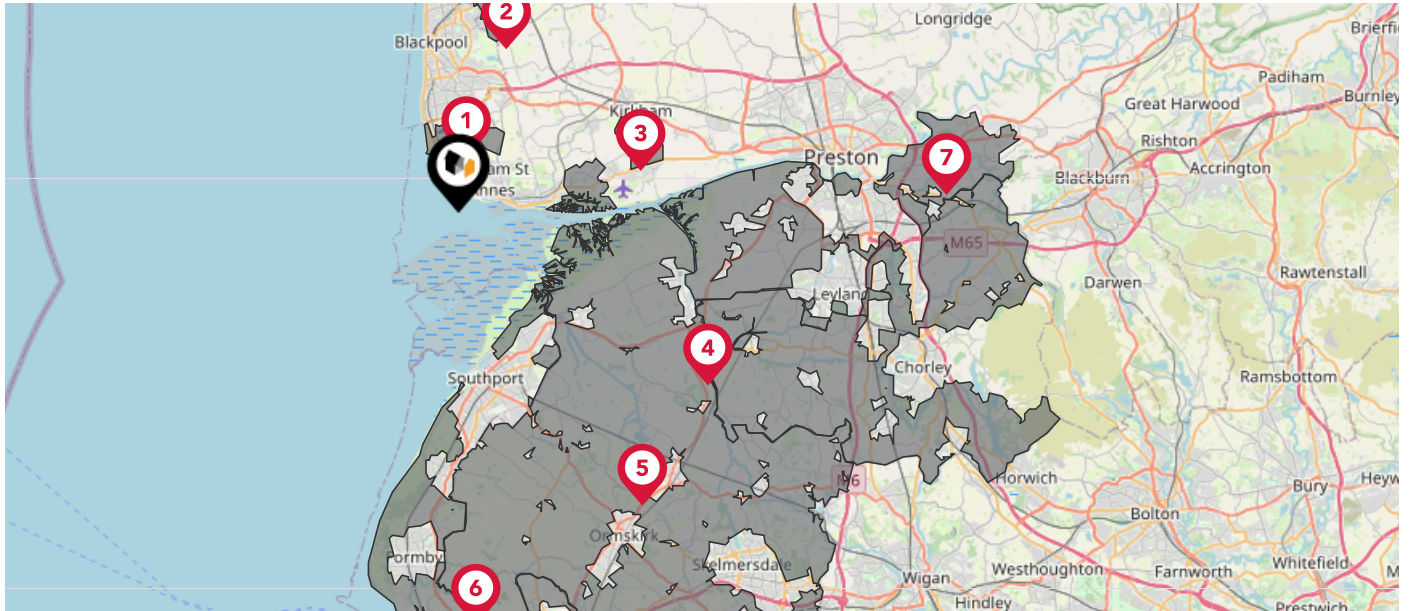 2
Longridge
Blackpool
Brierfi
Padiham
Burnley
Great Harwood
1
Kirkham
3
Rishton
Preston
7
Accrington
am St
nnes
Blackburn
M65
Rawtenstall
Darwen
Leyland
4
Chorley
Southport
Ramsbottom
5
M6
Horwich
Bury
Heyw
Bolton
Ormskirk
Formby
Skelmersdale
Westhoughton
Farnworth
Whitefield
6
Wigan
Hindley
Prestwich